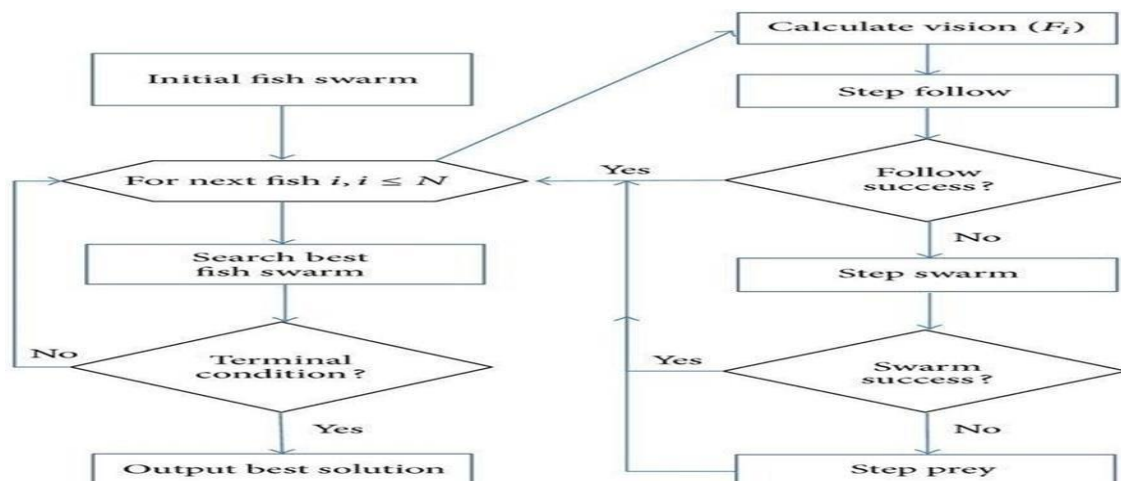 Initial fish swarm
For next fish i, i ≤ N
Search best
fish swarm
No
Terminal
condition?
Yes
Output best solution
Calculate vision (Fi)
Step follow
Yes
Follow
success?
No
Step swarm
Yes
Swarm
success?
No
Step prey